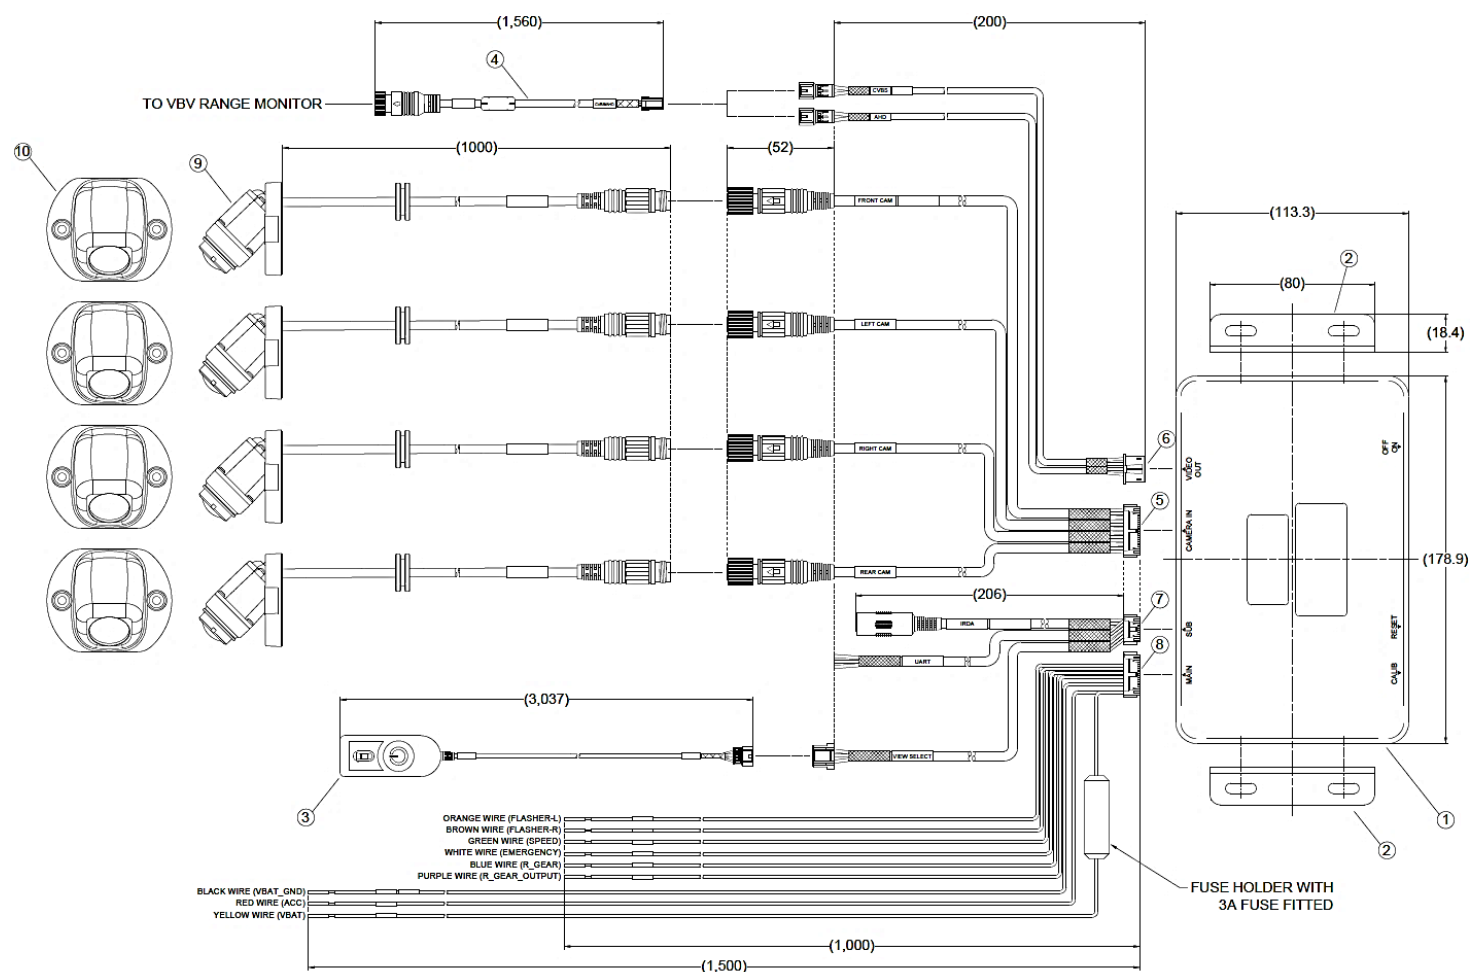 (1,560)
(200)
4
CVBS
TO VBV RANGE MONITOR
AHD
10
9
(1000)
(52)
FRONT CAM
(113.3)
2
(80)
(18.4)
LEFT CAM
6
OFF
ON
RIGHT CAM
VIDEO
OUT
5
CAMERA IN
(178.9)
REAR CAM
(206)
7
IRDA
SUB
RESET
8
UART
MAIN
CALIB
(3,037)
VIEW SELECT
3
1
2
ORANGE WIRE (FLASHER-L)
BROWN WIRE (FLASHER-R)
GREEN WIRE (SPEED)
WHITE WIRE (EMERGENCY)
BLUE WIRE (R_GEAR)
PURPLE WIRE (R_GEAR_OUTPUT)
BLACK WIRE (VBAT_GND)
RED WIRE (ACC)
YELLOW WIRE (VBAT)
FUSE HOLDER WITH
3A FUSE FITTED
(1,000)
(1,500)